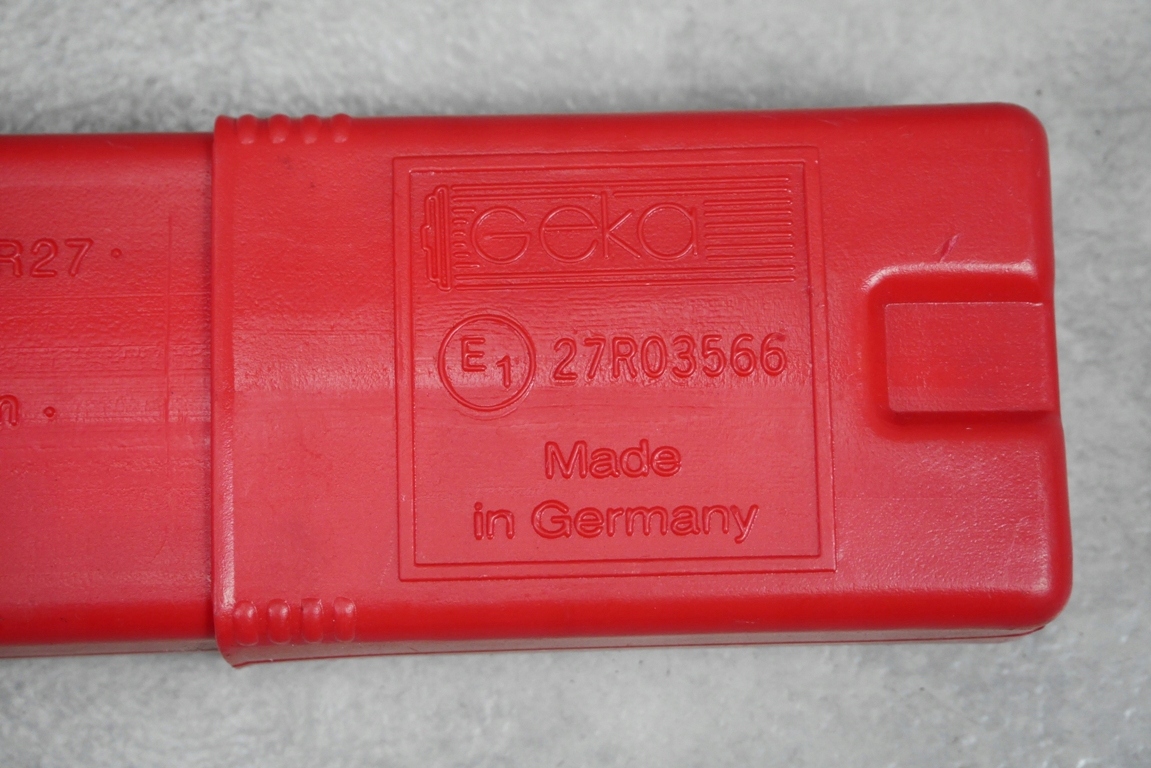 R27 ·
GEKA
E1 27R03566
n ·
Made
in Germany